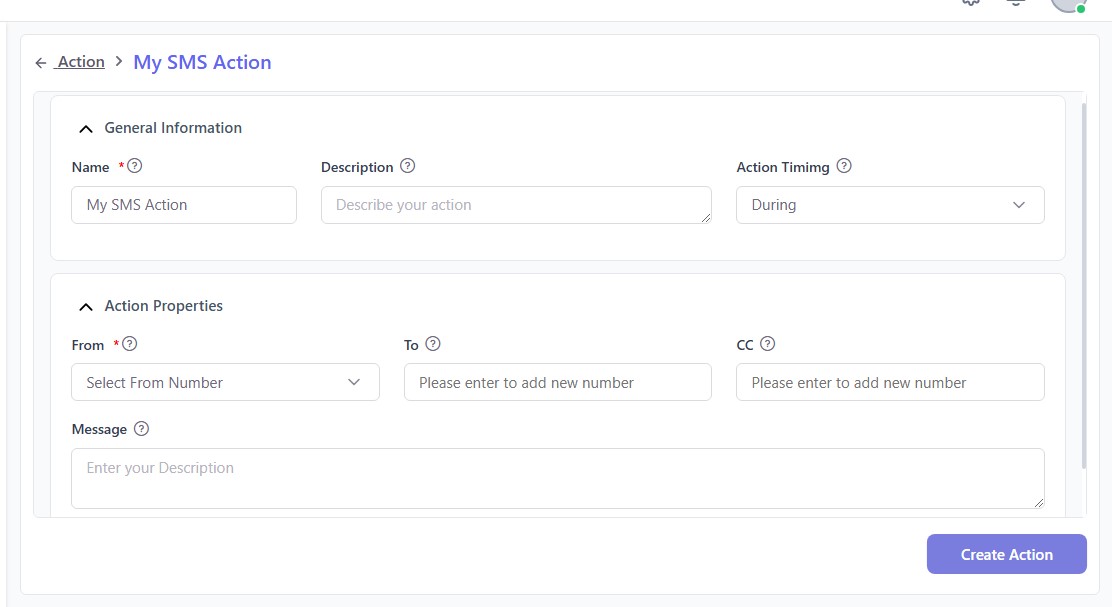 Action > My SMS Action
General Information
Name * Description Action Timimg
My SMS Action Describe your action During
Action Properties
From * To CC
Select From Number Please enter to add new number Please enter to add new number
Message
Enter your Description
Create Action